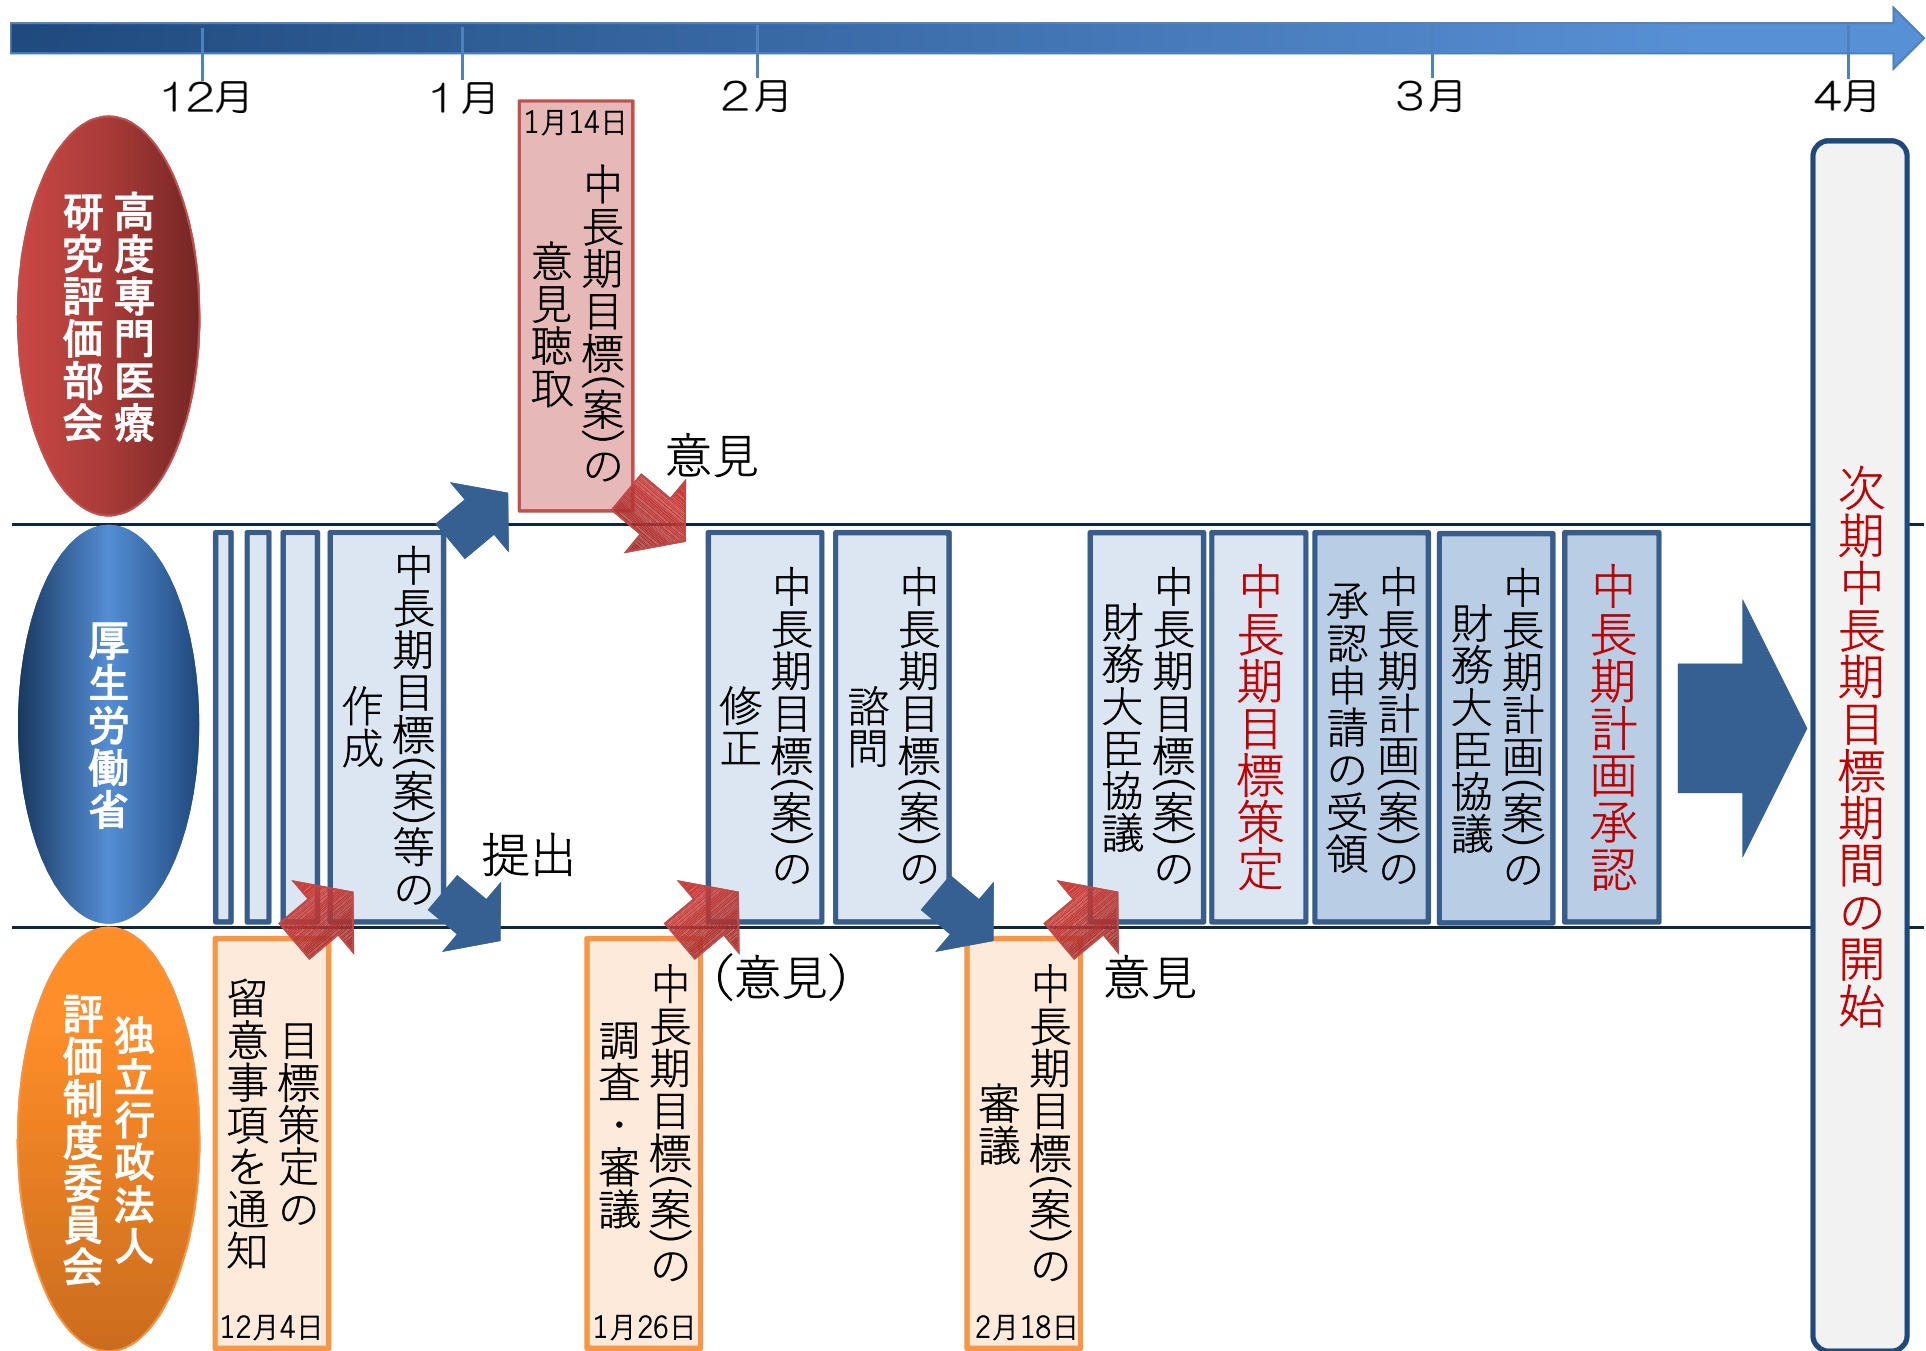 12月
1月
2月
3月
4月
高度専門医療
研究評価部会
1月14日
中長期目標(案)の
意見聴取
意見
厚生労働省
中長期目標(案)等の
作成
提出
中長期目標(案)の
修正
中長期目標(案)の
諮問
中長期目標(案)の
財務大臣協議
中長期目標策定
中長期計画(案)の
承認申請の受領
中長期計画(案)の
財務大臣協議
中長期計画承認
次期中長期目標期間の開始
独立行政法人
評価制度委員会
目標策定の
留意事項を通知
12月4日
中長期目標(案)の
調査・審議
1月26日
(意見)
中長期目標(案)の
審議
2月18日
意見